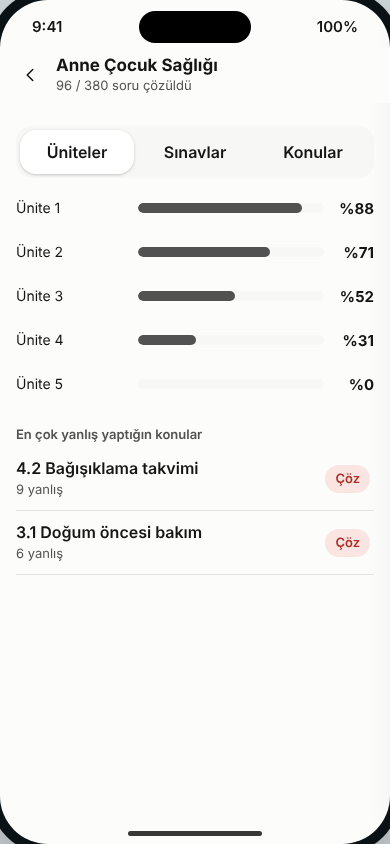 9:41
100%
Anne Çocuk Sağlığı
96 / 380 soru çözüldü
Üniteler
Sınavlar
Konular
Ünite 1 %88
Ünite 2 %71
Ünite 3 %52
Ünite 4 %31
Ünite 5 %0
En çok yanlış yaptığın konular
4.2 Bağışıklama takvimi
9 yanlış
Çöz
3.1 Doğum öncesi bakım
6 yanlış
Çöz